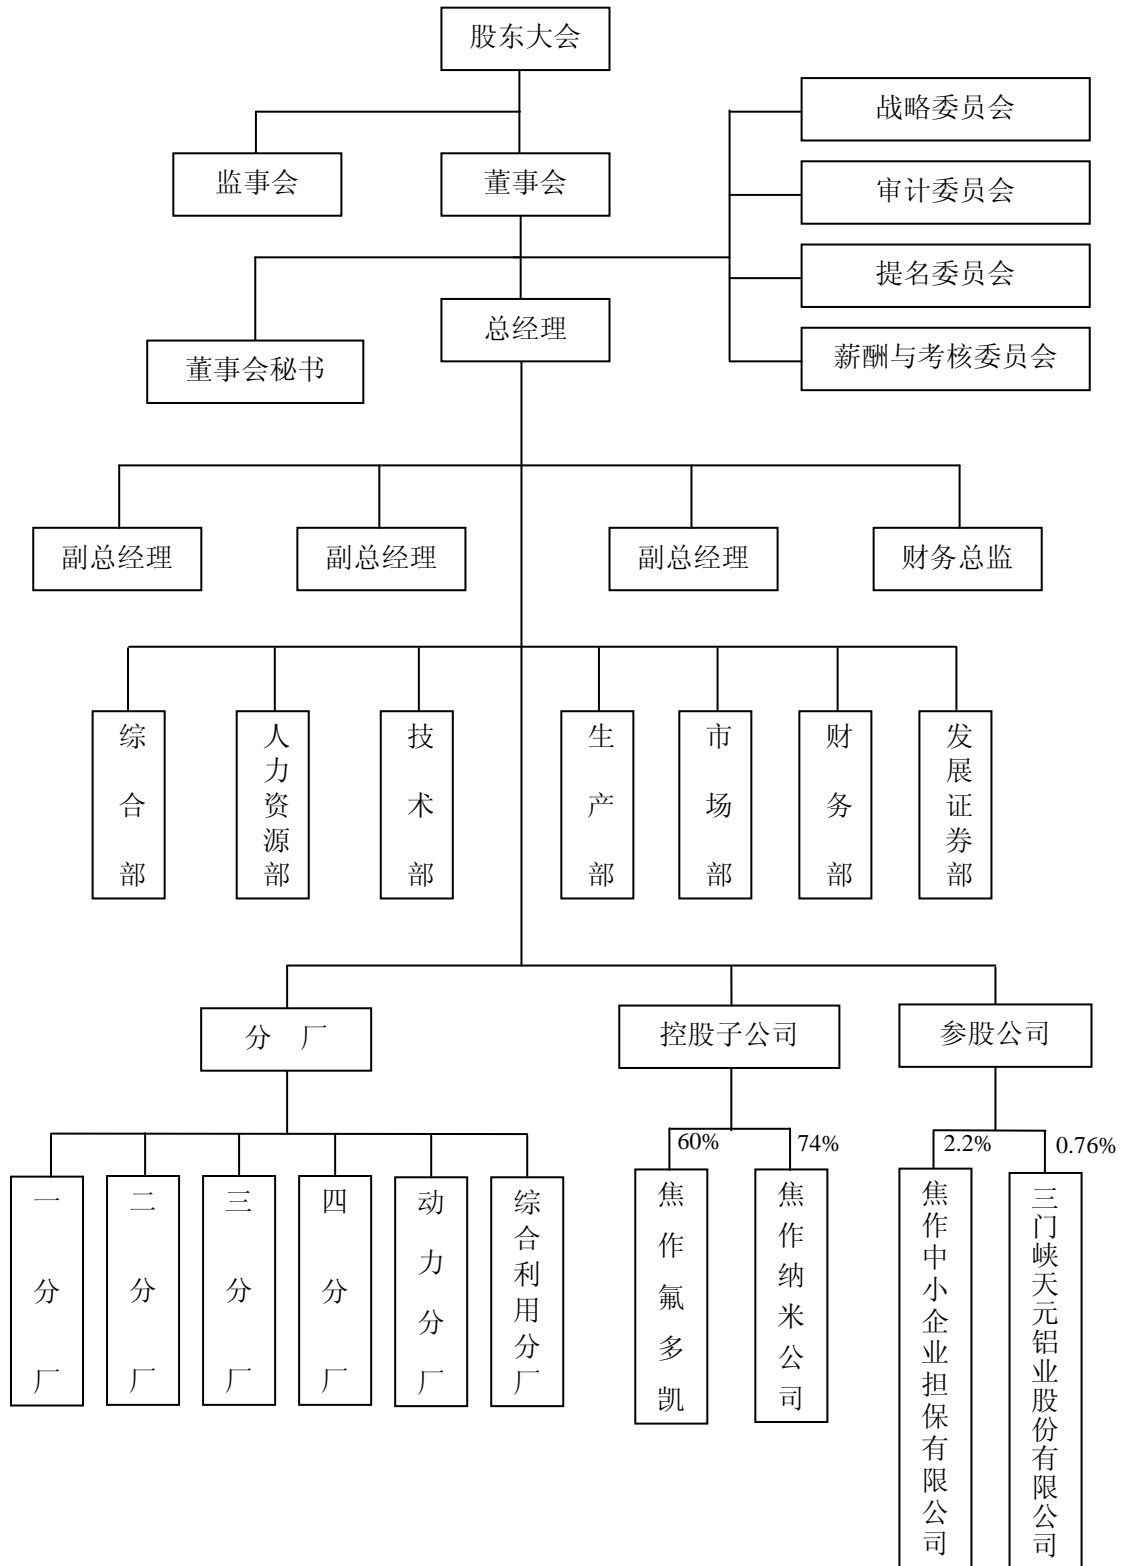 股东大会
战略委员会
监事会
董事会
审计委员会
提名委员会
总经理
董事会秘书
薪酬与考核委员会
副总经理
副总经理
副总经理
财务总监
综合部
人力资源部
技术部
生产部
市场部
财务部
发展证券部
分 厂
控股子公司
参股公司
60%
74%
2.2%
0.76%
一分厂
二分厂
三分厂
四分厂
动力分厂
综合利用分厂
焦作氟多凯
焦作纳米公司
焦作中小企业担保有限公司
三门峡天元铝业股份有限公司